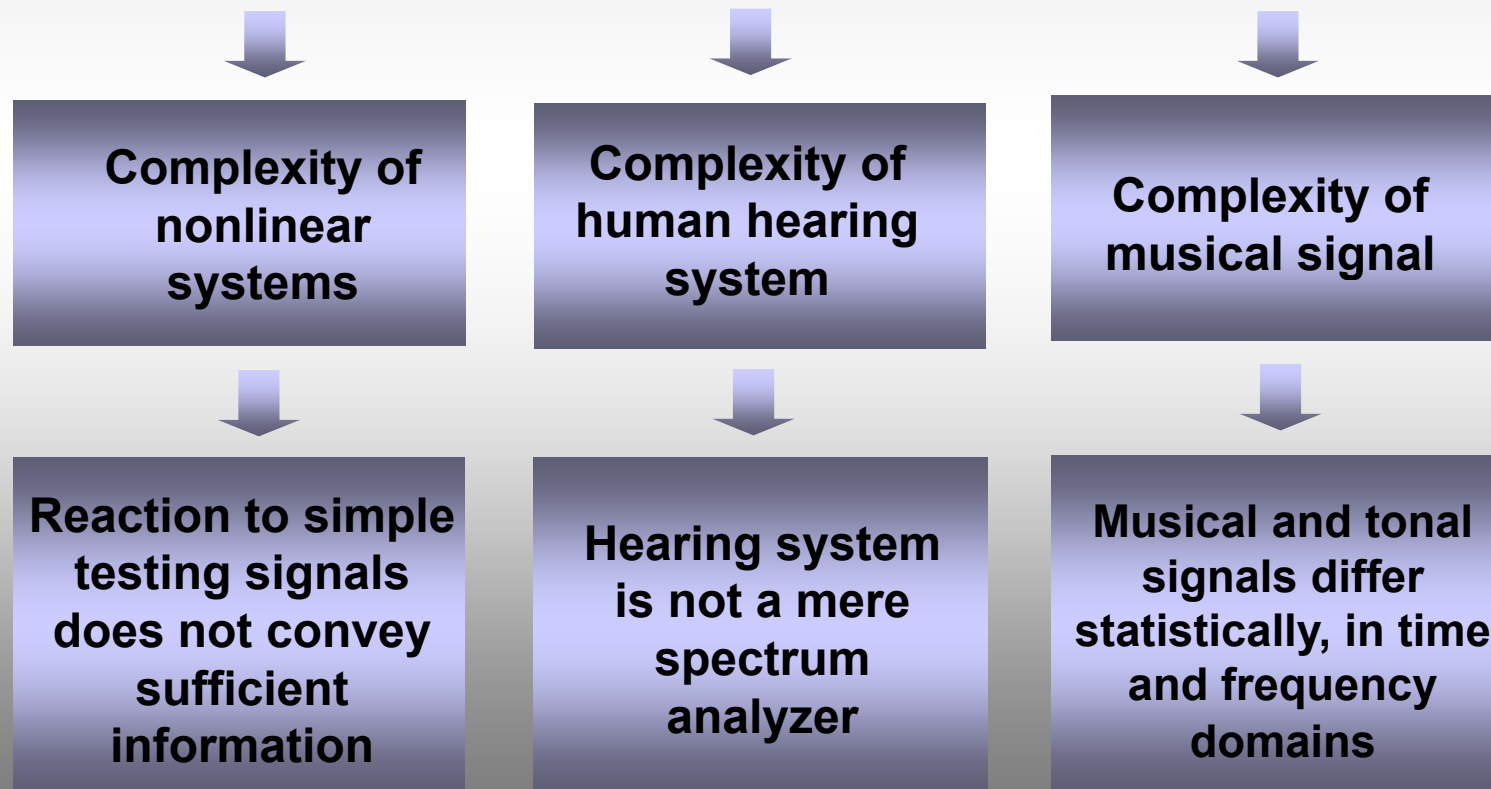 Complexity of
nonlinear
systems
Complexity of
human hearing
system
Complexity of
musical signal
Reaction to simple
testing signals
does not convey
sufficient
information
Hearing system
is not a mere
spectrum
analyzer
Musical and tonal
signals differ
statistically, in time
and frequency
domains